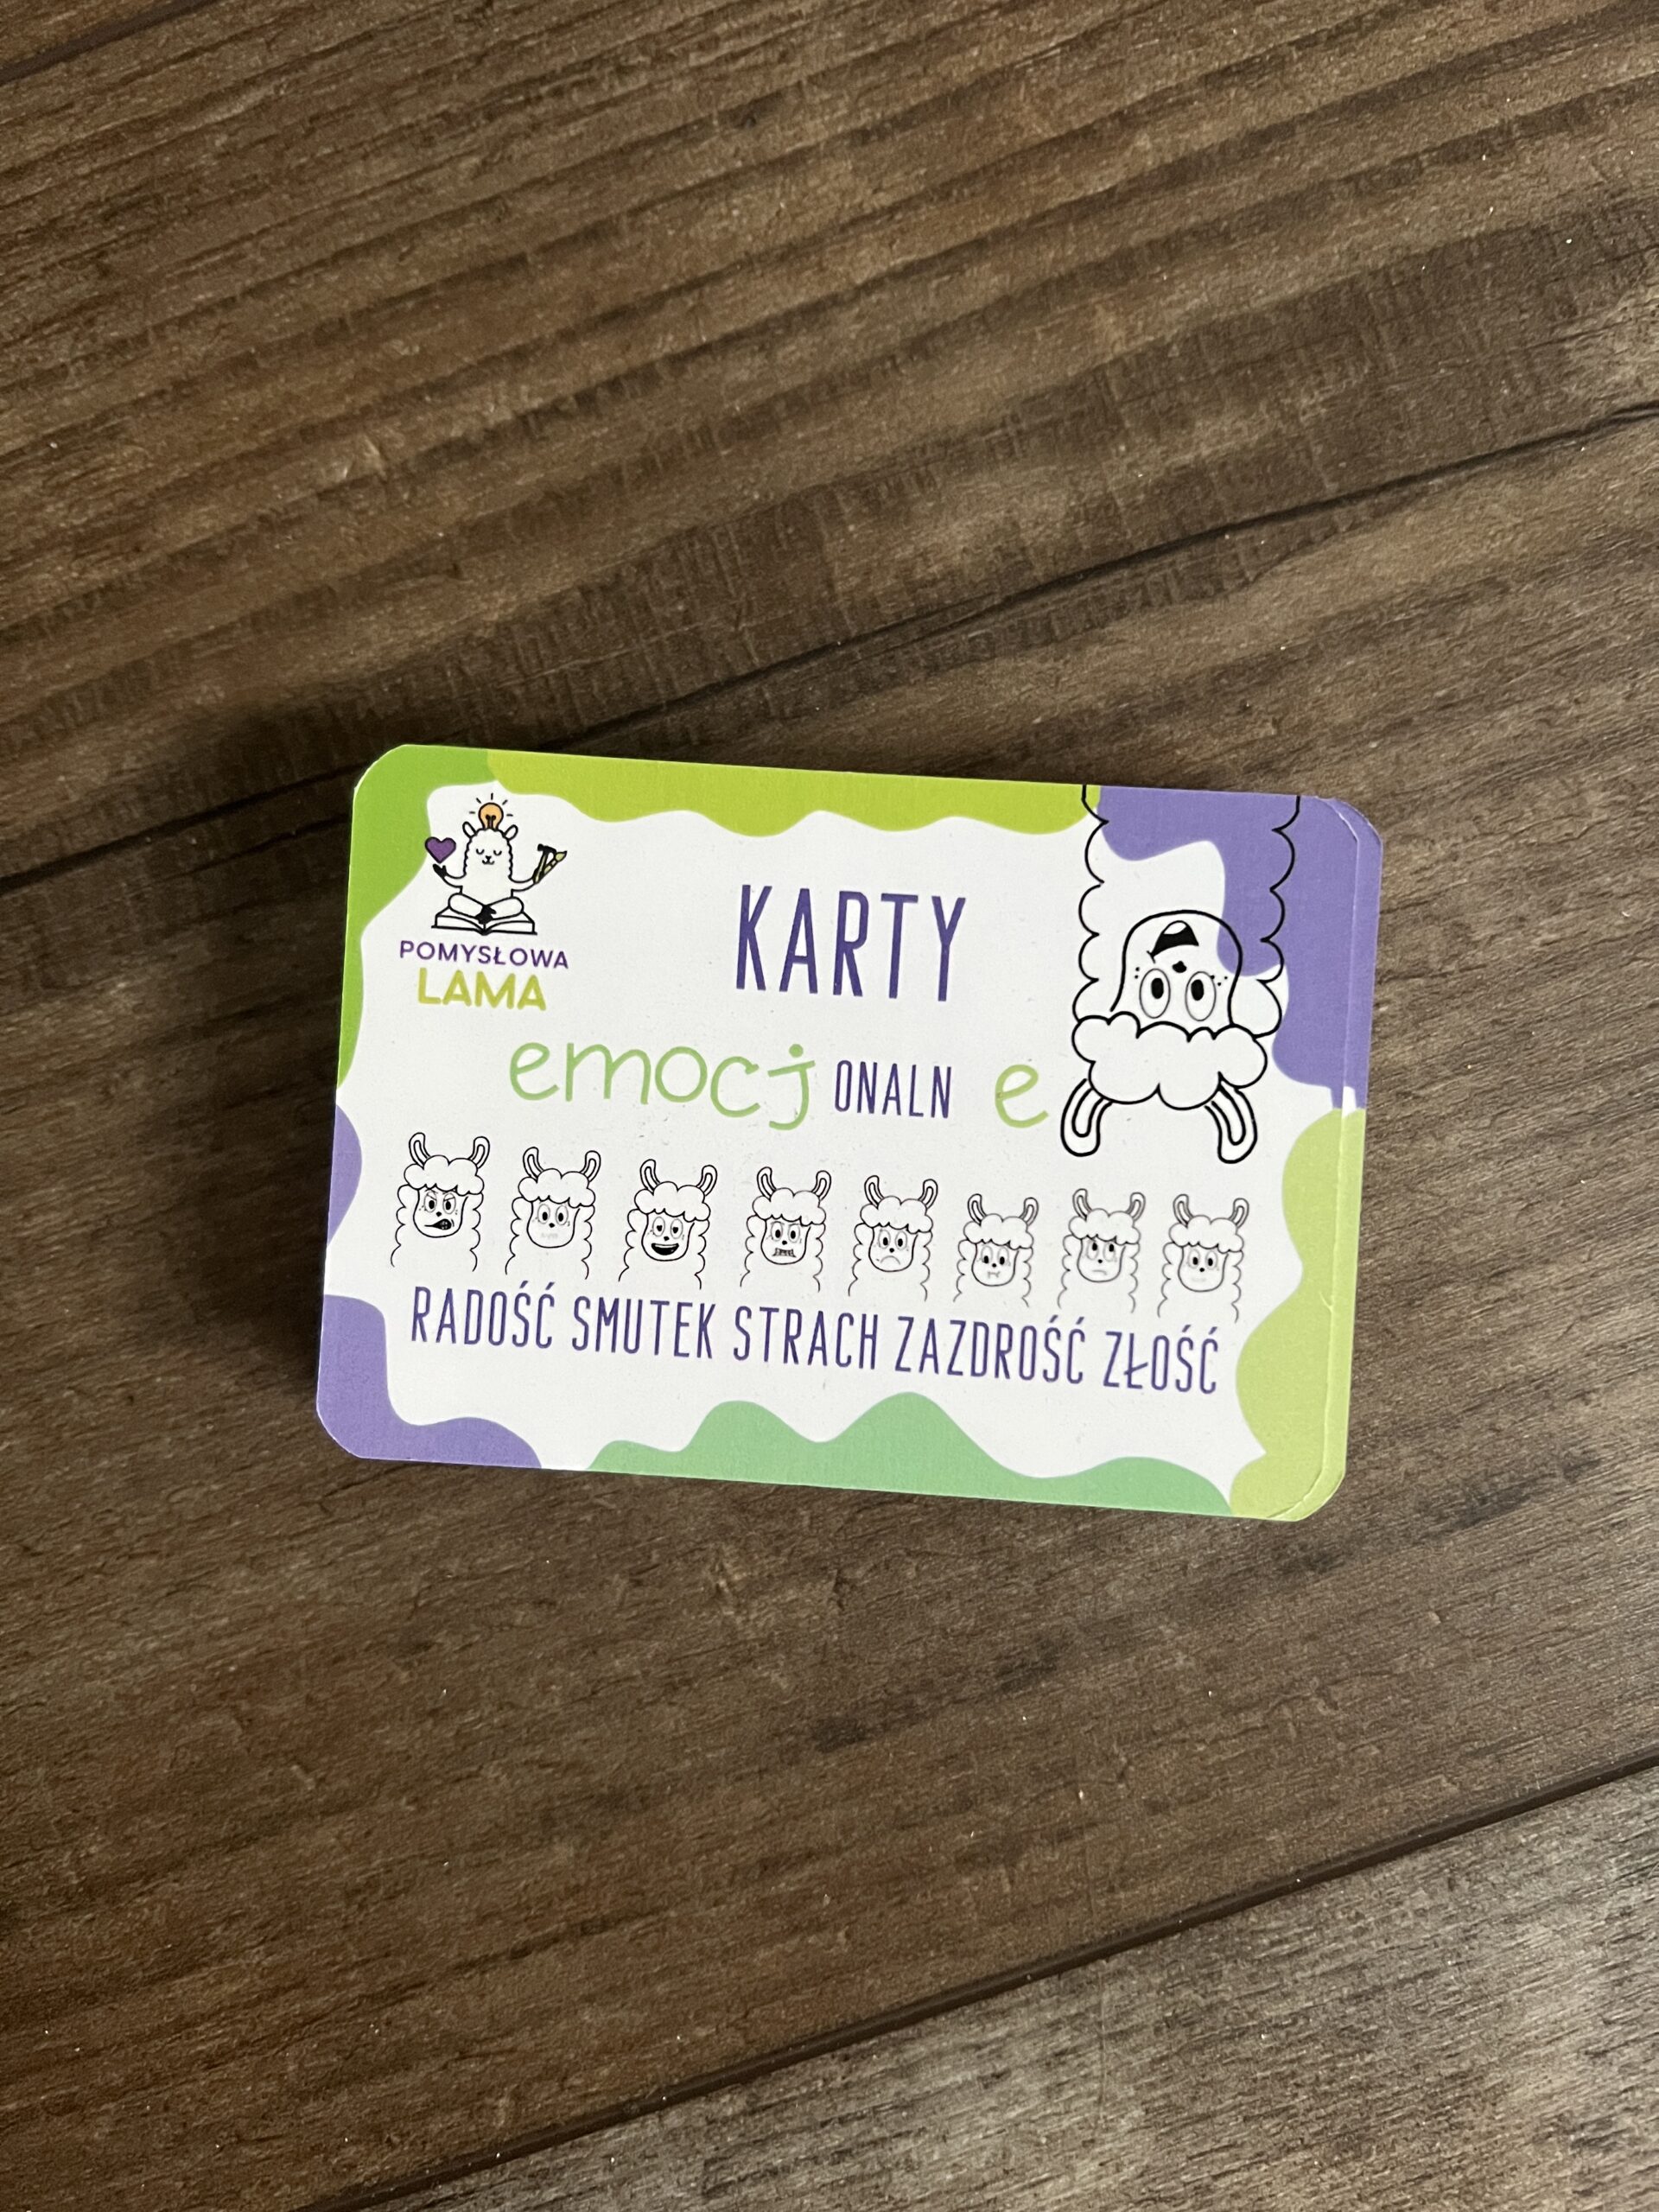 POMYSŁOWA
LAMA
KARTY
emocj ONALN e
RADOŚĆ SMUTEK STRACH ZAZDROŚĆ ZŁOŚĆ